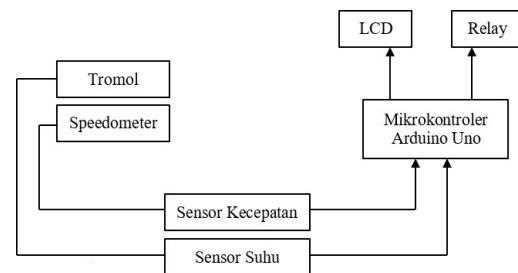 LCD
Relay
Tromol
Speedometer
Mikrokontroler
Arduino Uno
Sensor Kecepatan
Sensor Suhu